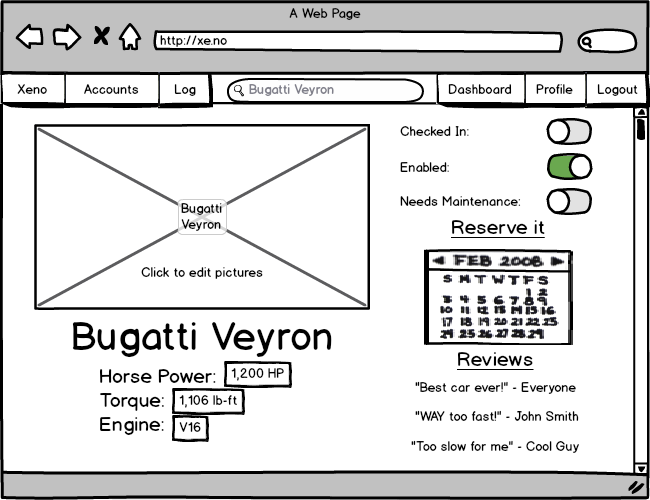 A Web Page
http://xe.no
Xeno Accounts Log Bugatti Veyron Dashboard Profile Logout
Checked In:
Enabled:
Needs Maintenance:
Bugatti
Veyron
Click to edit pictures
Reserve it
FEB 2008
S M T W T F S
1 2
3 4 5 6 7 8 9
10 11 12 13 14 15 16
17 18 19 20 21 22 23
24 25 26 27 28 29
Bugatti Veyron
Horse Power: 1,200 HP
Torque: 1,106 lb-ft
Engine: V16
Reviews
"Best car ever!" - Everyone
"WAY too fast!" - John Smith
"Too slow for me" - Cool Guy